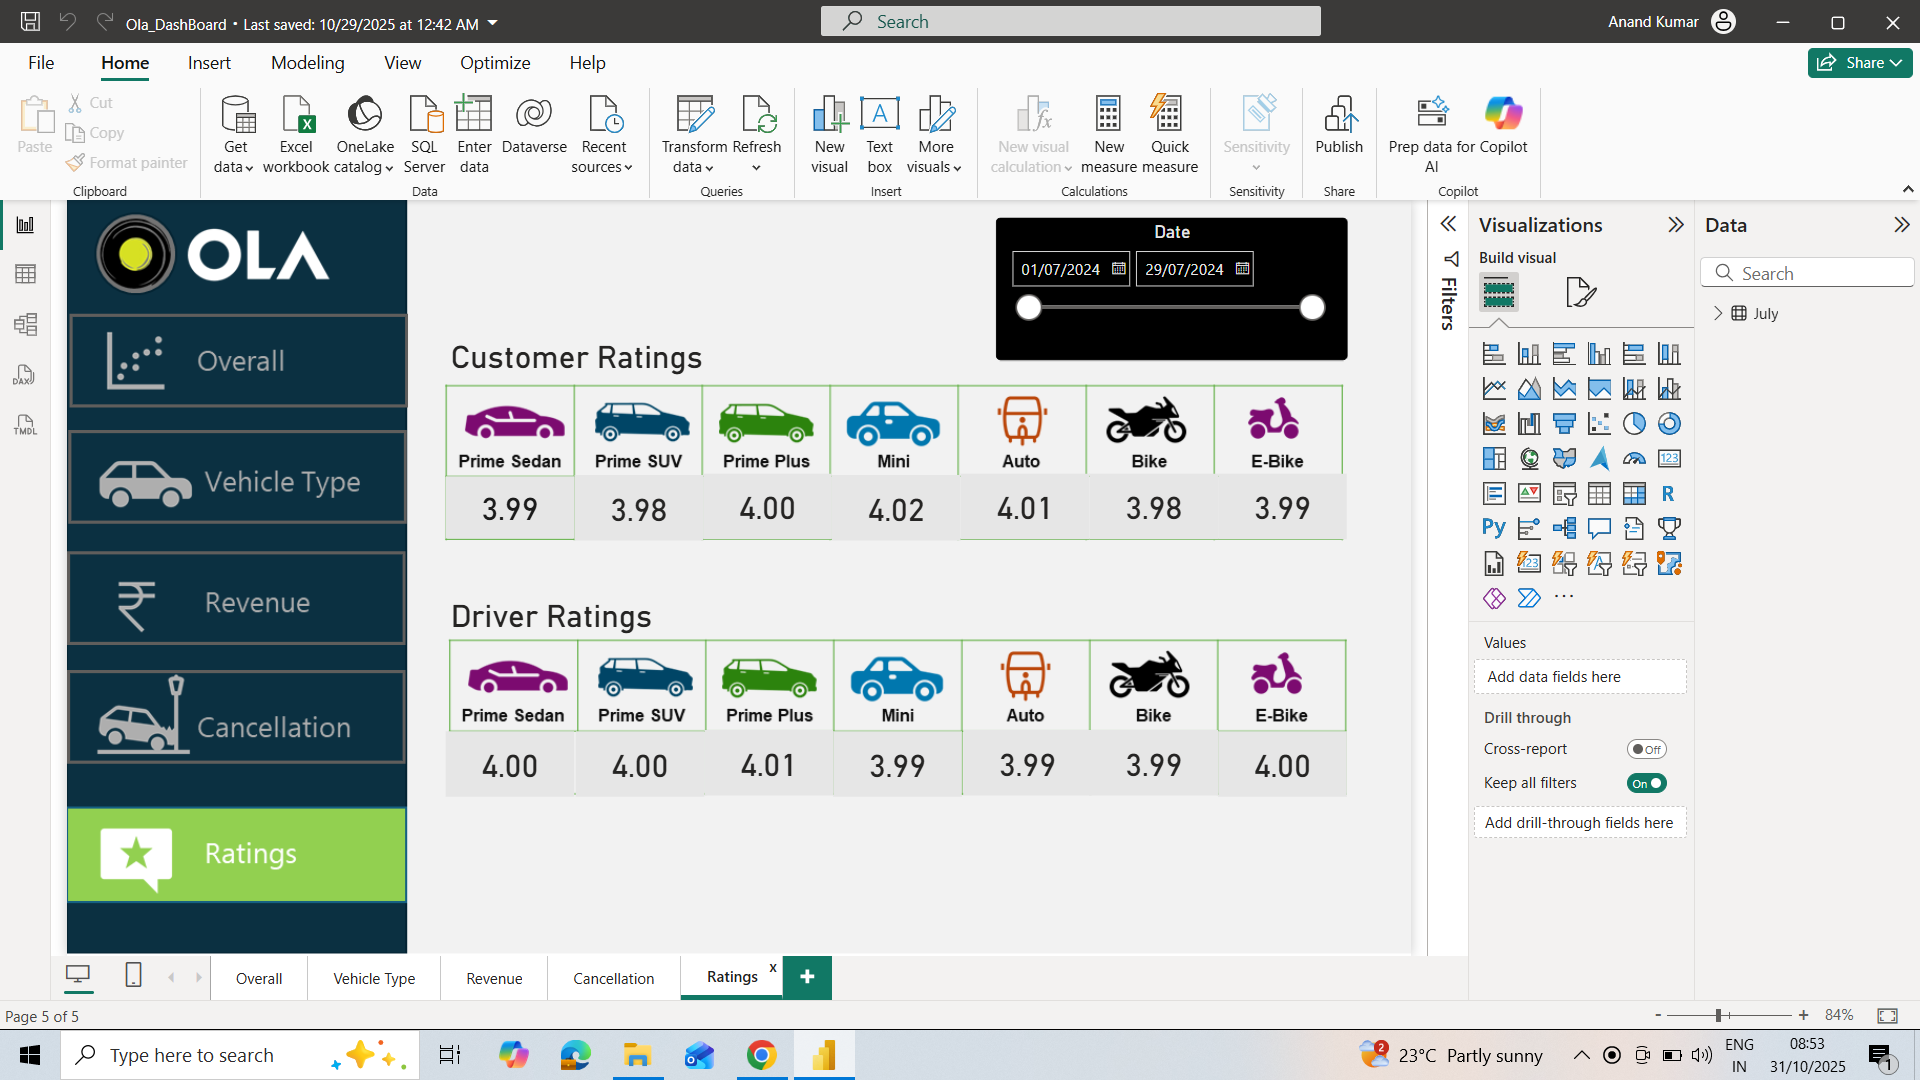 Ola_DashBoard • Last saved: 10/29/2025 at 12:42 AM
Search
Anand Kumar
File Home Insert Modeling View Optimize Help
Share
Paste
Cut
Copy
Format painter
Clipboard
Get data
Excel workbook
OneLake catalog
SQL Server
Enter data
Dataverse
Recent sources
Data
Transform data
Refresh
Queries
New visual
Text box
More visuals
Insert
New visual calculation
New measure
Quick measure
Calculations
Sensitivity
Sensitivity
Publish
Share
Prep data for AI
Copilot
Copilot
OLA
Overall
Vehicle Type
Revenue
Cancellation
Ratings
Date
01/07/2024 29/07/2024
Customer Ratings
Prime Sedan Prime SUV Prime Plus Mini Auto Bike E-Bike
3.99 3.98 4.00 4.02 4.01 3.98 3.99
Driver Ratings
Prime Sedan Prime SUV Prime Plus Mini Auto Bike E-Bike
4.00 4.00 4.01 3.99 3.99 3.99 4.00
Filters
Visualizations
Build visual
123
R
Py
123
Values
Add data fields here
Drill through
Cross-report Off
Keep all filters On
Add drill-through fields here
Data
Search
July
DAX
TMDL
Overall Vehicle Type Revenue Cancellation Ratings x +
Page 5 of 5
- + 84%
Type here to search
2
23°C Partly sunny
ENG
IN
08:53
31/10/2025
1